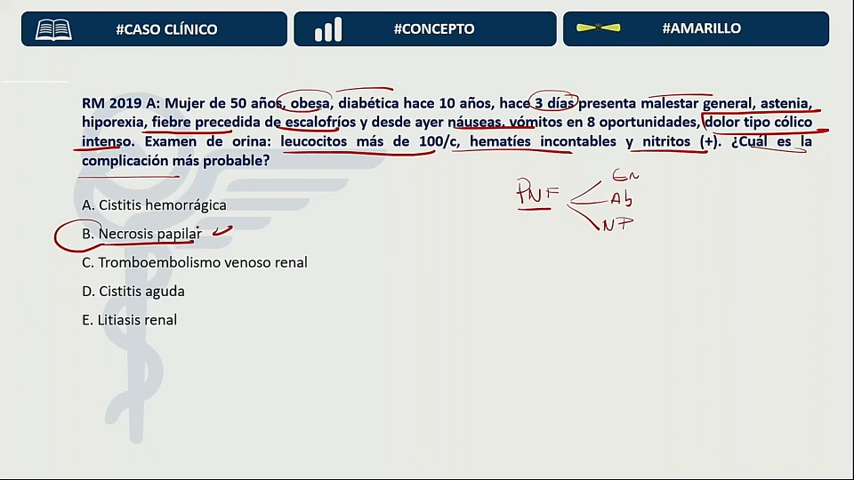 #CASO CLÍNICO
#CONCEPTO
#AMARILLO
RM 2019 A: Mujer de 50 años, obesa, diabética hace 10 años, hace 3 días presenta malestar general, astenia,
hiporexia, fiebre precedida de escalofríos y desde ayer náuseas, vómitos en 8 oportunidades, dolor tipo cólico
intenso. Examen de orina: leucocitos más de 100/c, hematíes incontables y nitritos (+). ¿Cuál es la
complicación más probable?
A. Cistitis hemorrágica
B. Necrosis papilar
C. Tromboembolismo venoso renal
D. Cistitis aguda
E. Litiasis renal
PNF
En
Ab
NP